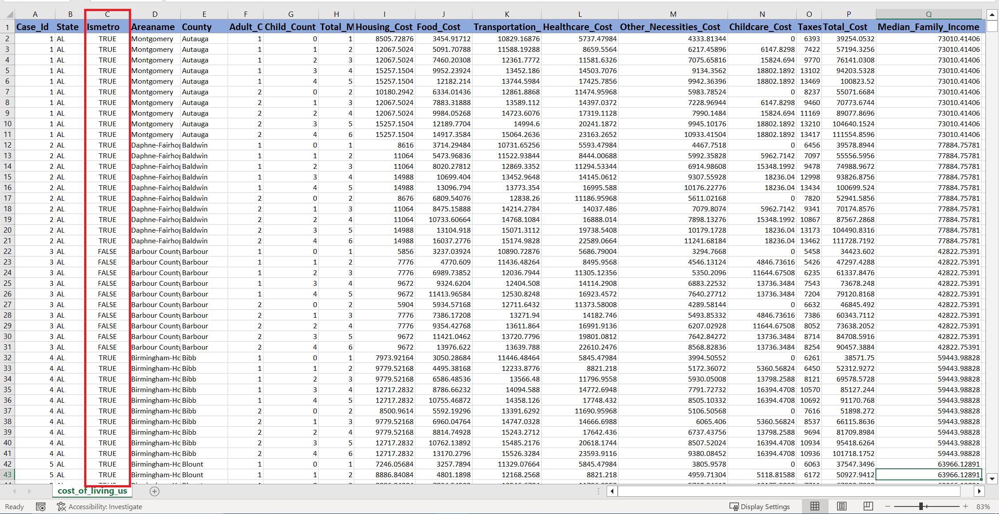 A B C D E F G H I J K L M N O P Q
1 Case_Id State Ismetro Areaname County Adult_C Child_Count Total_M Housing_Cost Food_Cost Transportation_ Healthcare_Cost Other_Necessities_Cost Childcare_Cost Taxes Total_Cost Median_Family_Income
2 1 AL TRUE Montgomery Autauga 1 0 1 8505.72876 3454.91712 10829.16876 5737.47984 4333.81344 0 6393 39254.0532 73010.41406
3 1 AL TRUE Montgomery Autauga 1 1 2 12067.5024 5091.70788 11588.19288 8659.5564 6217.45896 6147.8298 7422 57194.3256 73010.41406
4 1 AL TRUE Montgomery Autauga 1 2 3 12067.5024 7460.20308 12361.7772 11581.6326 7075.65816 15824.694 9770 76141.0308 73010.41406
5 1 AL TRUE Montgomery Autauga 1 3 4 15257.1504 9952.23924 13452.186 14503.7076 9134.3562 18802.1892 13102 94203.5328 73010.41406
6 1 AL TRUE Montgomery Autauga 1 4 5 15257.1504 12182.214 13744.5984 17425.7856 9942.36396 18802.1892 13469 100823.52 73010.41406
7 1 AL TRUE Montgomery Autauga 2 0 2 10180.2942 6334.01436 12861.8868 11474.95968 5983.78524 0 8237 55071.6684 73010.41406
8 1 AL TRUE Montgomery Autauga 2 1 3 12067.5024 7883.31888 13589.112 14397.0372 7228.96944 6147.8298 9460 70773.6744 73010.41406
9 1 AL TRUE Montgomery Autauga 2 2 4 12067.5024 9984.05268 14723.6076 17319.1128 7990.1484 15824.694 11169 89077.8696 73010.41406
10 1 AL TRUE Montgomery Autauga 2 3 5 15257.1504 12189.7704 14994.6 20241.1872 9945.10176 18802.1892 13210 104640.1524 73010.41406
11 1 AL TRUE Montgomery Autauga 2 4 6 15257.1504 14917.3584 15064.2636 23163.2652 10933.41504 18802.1892 13417 111554.8596 73010.41406
12 2 AL TRUE Daphne-Fairho Baldwin 1 0 1 8616 3714.29484 10731.65256 5593.47984 4467.7518 0 6456 39578.8944 77884.75781
13 2 AL TRUE Daphne-Fairho Baldwin 1 1 2 11064 5473.96836 11522.93844 8444.00688 5992.35828 5962.7142 7097 55556.5956 77884.75781
14 2 AL TRUE Daphne-Fairho Baldwin 1 2 3 11064 8020.27812 12869.3352 11294.53344 6914.98608 15348.1992 9478 74988.9672 77884.75781
15 2 AL TRUE Daphne-Fairho Baldwin 1 3 4 14988 10699.404 13452.9648 14145.0612 9307.55928 18236.04 12998 93826.8756 77884.75781
16 2 AL TRUE Daphne-Fairho Baldwin 1 4 5 14988 13096.794 13773.354 16995.588 10176.22776 18236.04 13434 100699.524 77884.75781
17 2 AL TRUE Daphne-Fairho Baldwin 2 0 2 8676 6809.54076 12838.26 11186.95968 5611.02168 0 7820 52941.5856 77884.75781
18 2 AL TRUE Daphne-Fairho Baldwin 2 1 3 11064 8475.15888 14214.2784 14037.486 7079.8074 5962.7142 9341 70174.8576 77884.75781
19 2 AL TRUE Daphne-Fairho Baldwin 2 2 4 11064 10733.60664 14768.1084 16888.014 7898.13276 15348.1992 10867 87567.2868 77884.75781
20 2 AL TRUE Daphne-Fairho Baldwin 2 3 5 14988 13104.918 15071.3112 19738.5408 10179.1728 18236.04 13173 104490.8316 77884.75781
21 2 AL TRUE Daphne-Fairho Baldwin 2 4 6 14988 16037.2776 15174.9828 22589.0664 11241.68184 18236.04 13462 111728.7192 77884.75781
22 3 AL FALSE Barbour County Barbour 1 0 1 5856 3237.03924 10890.72876 5686.79004 3294.7668 0 5458 34423.602 42822.75391
23 3 AL FALSE Barbour County Barbour 1 1 2 7776 4770.609 11436.48264 8495.9568 4546.13124 4846.73616 5426 47297.4288 42822.75391
24 3 AL FALSE Barbour County Barbour 1 2 3 7776 6989.73852 12036.7944 11305.12356 5350.2096 11644.67508 6235 61337.8476 42822.75391
25 3 AL FALSE Barbour County Barbour 1 3 4 9672 9324.6204 12404.508 14114.2908 6883.22532 13736.3484 7543 73678.248 42822.75391
26 3 AL FALSE Barbour County Barbour 1 4 5 9672 11413.96584 12530.8248 16923.4572 7640.27712 13736.3484 7204 79120.8168 42822.75391
27 3 AL FALSE Barbour County Barbour 2 0 2 5904 5934.57168 12711.6432 11373.58008 4289.58144 0 6632 46845.492 42822.75391
28 3 AL FALSE Barbour County Barbour 2 1 3 7776 7386.17208 13271.94 14182.746 5493.85332 4846.73616 7386 60343.7112 42822.75391
29 3 AL FALSE Barbour County Barbour 2 2 4 7776 9354.42768 13611.864 16991.9136 6207.02928 11644.67508 8052 73638.2052 42822.75391
30 3 AL FALSE Barbour County Barbour 2 3 5 9672 11421.0462 13720.7796 19801.0812 7642.84272 13736.3484 8714 84708.5916 42822.75391
31 3 AL FALSE Barbour County Barbour 2 4 6 9672 13976.622 13639.788 22610.2476 8568.82836 13736.3484 8254 90457.3884 42822.75391
32 4 AL TRUE Birmingham-Ho Bibb 1 0 1 7973.92164 3050.28684 11446.48464 5845.47984 3994.50552 0 6261 38571.75 59443.98828
33 4 AL TRUE Birmingham-Ho Bibb 1 1 2 9779.52168 4495.38168 12233.8776 8821.218 5172.36072 5360.56824 6450 52312.9272 59443.98828
34 4 AL TRUE Birmingham-Ho Bibb 1 2 3 9779.52168 6586.48536 13566.48 11796.9558 5930.05008 13798.2588 8121 69578.5728 59443.98828
35 4 AL TRUE Birmingham-Ho Bibb 1 3 4 12717.2832 8786.66232 14094.588 14772.6948 7791.72732 16394.4708 10570 85127.244 59443.98828
36 4 AL TRUE Birmingham-Ho Bibb 1 4 5 12717.2832 10755.46872 14358.126 17748.432 8505.10332 16394.4708 10692 91170.768 59443.98828
37 4 AL TRUE Birmingham-Ho Bibb 2 0 2 8500.9614 5592.19296 13391.6292 11690.95968 5106.50568 0 7616 51898.272 59443.98828
38 4 AL TRUE Birmingham-Ho Bibb 2 1 3 9779.52168 6960.04764 14747.0328 14666.6988 6065.406 5360.56824 8537 66115.8636 59443.98828
39 4 AL TRUE Birmingham-Ho Bibb 2 2 4 9779.52168 8814.74928 15243.2712 17642.436 6737.43756 13798.2588 9694 81709.8984 59443.98828
40 4 AL TRUE Birmingham-Ho Bibb 2 3 5 12717.2832 10762.13892 15485.2176 20618.1744 8507.52024 16394.4708 10934 95418.6264 59443.98828
41 4 AL TRUE Birmingham-Ho Bibb 2 4 6 12717.2832 13170.2796 15526.3284 23593.9116 9380.08452 16394.4708 10936 101718.1752 59443.98828
42 5 AL TRUE Birmingham-Ho Blount 1 0 1 7246.05684 3257.7894 11329.07664 5845.47984 3805.9578 0 6063 37547.3496 63966.12891
43 5 AL TRUE Birmingham-Ho Blount 1 1 2 8886.84084 4801.1898 12168.2568 8821.218 4959.71304 5118.81588 6172 50927.9412 63966.12891
cost_of_living_us
Ready Accessibility: Investigate Display Settings 83%